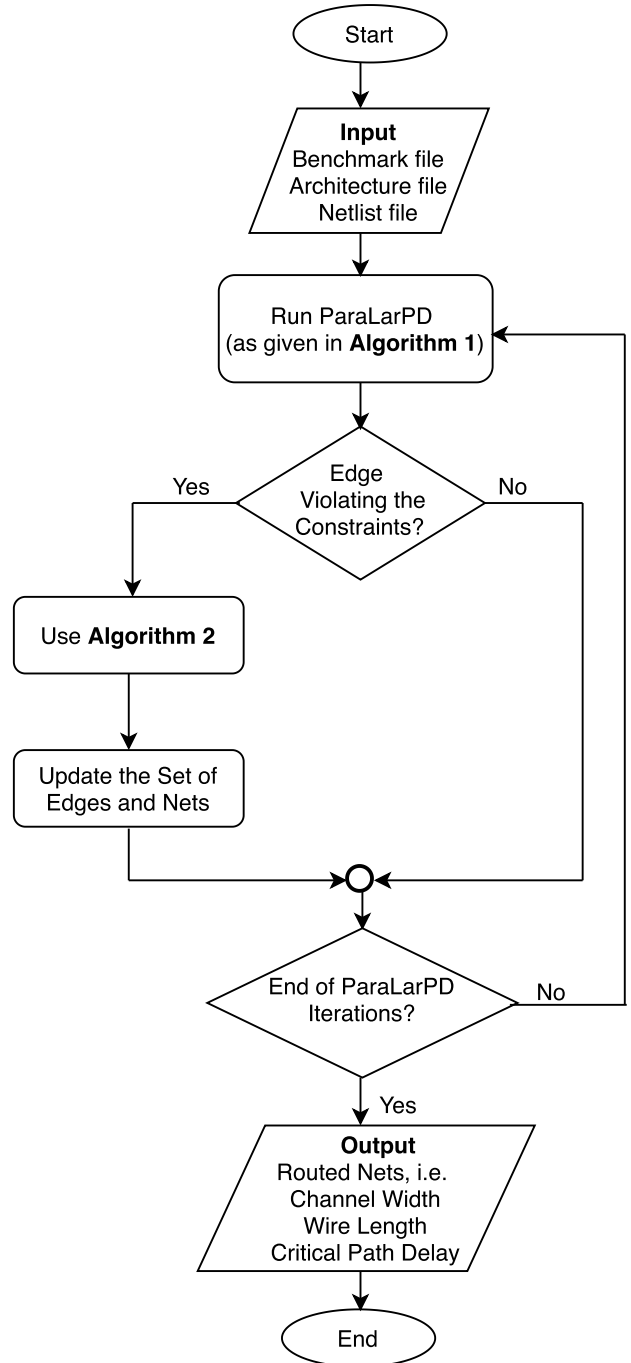 Start
Input
Benchmark file
Architecture file
Netlist file
Run ParaLarPD
(as given in Algorithm 1)
Edge
Violating the
Constraints?
Yes
No
Use Algorithm 2
Update the Set of
Edges and Nets
End of ParaLarPD
Iterations?
No
Yes
Output
Routed Nets, i.e.
Channel Width
Wire Length
Critical Path Delay
End